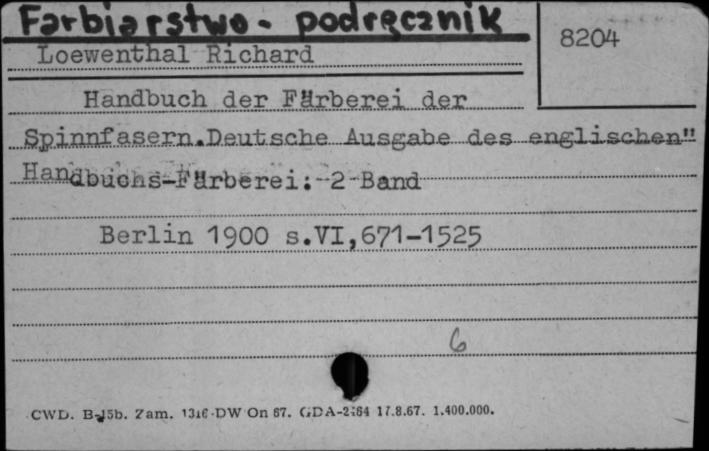 Farbiarstwo - podręcznik
8204
Loewenthal Richard
Handbuch der Färberei der
Spinnfasern.Deutsche Ausgabe des englischen"
Handbuchs-Färberei: 2 Band
Berlin 1900 s.VI,671-1525
6
CWD. B-15b. Zam. 1316 DW On 67. GDA-2164 17.8.67. 1.400.000.